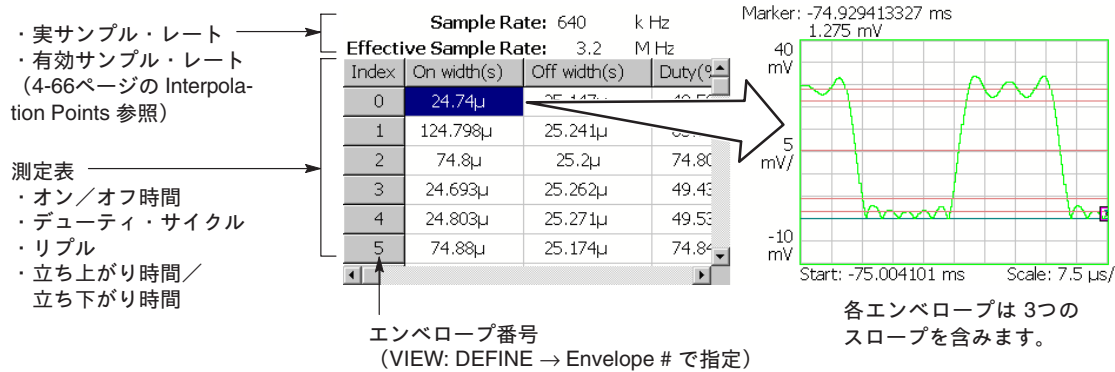 ・実サンプル・レート
・有効サンプル・レート
（4-66ページの Interpola-
tion Points 参照）
測定表
・オン／オフ時間
・デューティ・サイクル
・リプル
・立ち上がり時間／
立ち下がり時間
Sample Rate: 640 k Hz
Effective Sample Rate: 3.2 M Hz
Index On width(s) Off width(s) Duty(%
0 24.74µ
1 124.798µ 25.241µ
2 74.8µ 25.2µ 74.80
3 24.693µ 25.262µ 49.43
4 24.803µ 25.271µ 49.53
5 74.88µ 25.174µ 74.84
エンベロープ番号
（VIEW: DEFINE → Envelope # で指定）
Marker: -74.929413327 ms
1.275 mV
40
mV
5
mV/
-10
mV
Start: -75.004101 ms Scale: 7.5 µs/
各エンベロープは 3つの
スロープを含みます。